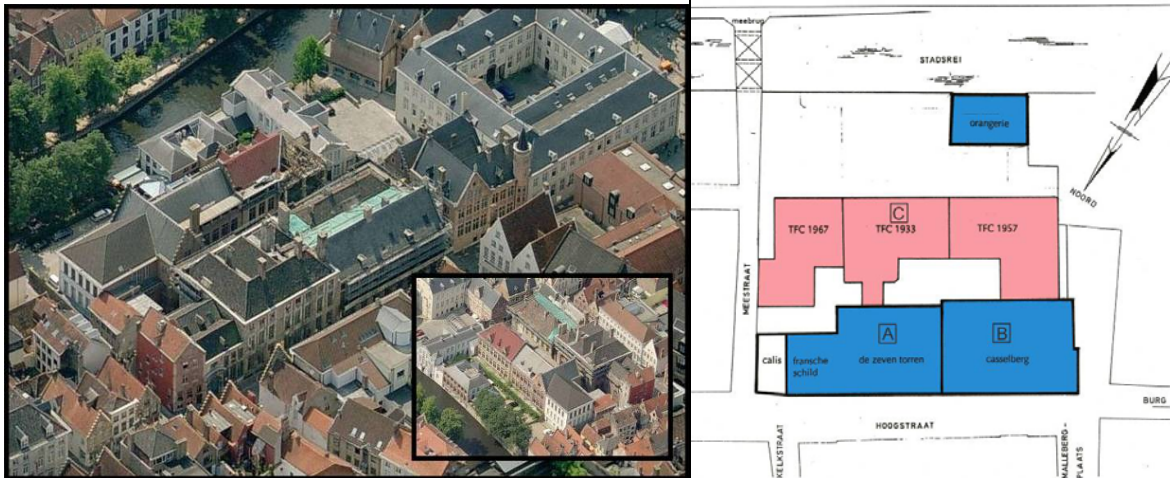 meebrug
STADSREI
orangerie
NOORD
C
TFC 1967
TFC 1933
TFC 1957
MEESTRAAT
A
B
calis
fransche
schild
de zeven torren
casselberg
BURG
HOOGSTRAAT
KELKSTRAAT
MALLEBERG-
PLAATS